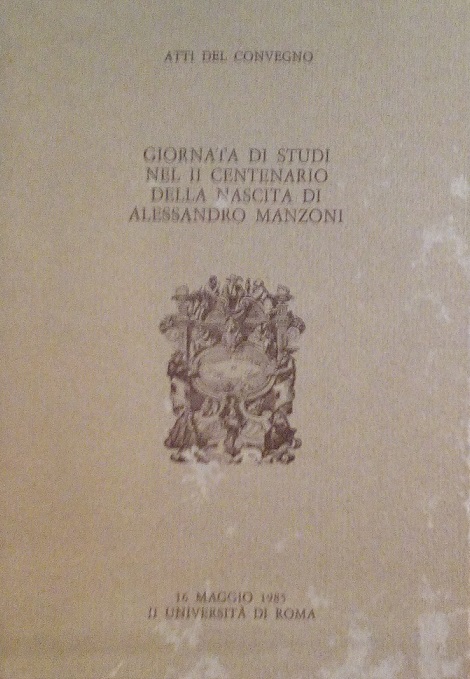 ATTI DEL CONVEGNO
GIORNATA DI STUDI
NEL II CENTENARIO
DELLA NASCITA DI
ALESSANDRO MANZONI
16 MAGGIO 1985
II UNIVERSITÀ DI ROMA